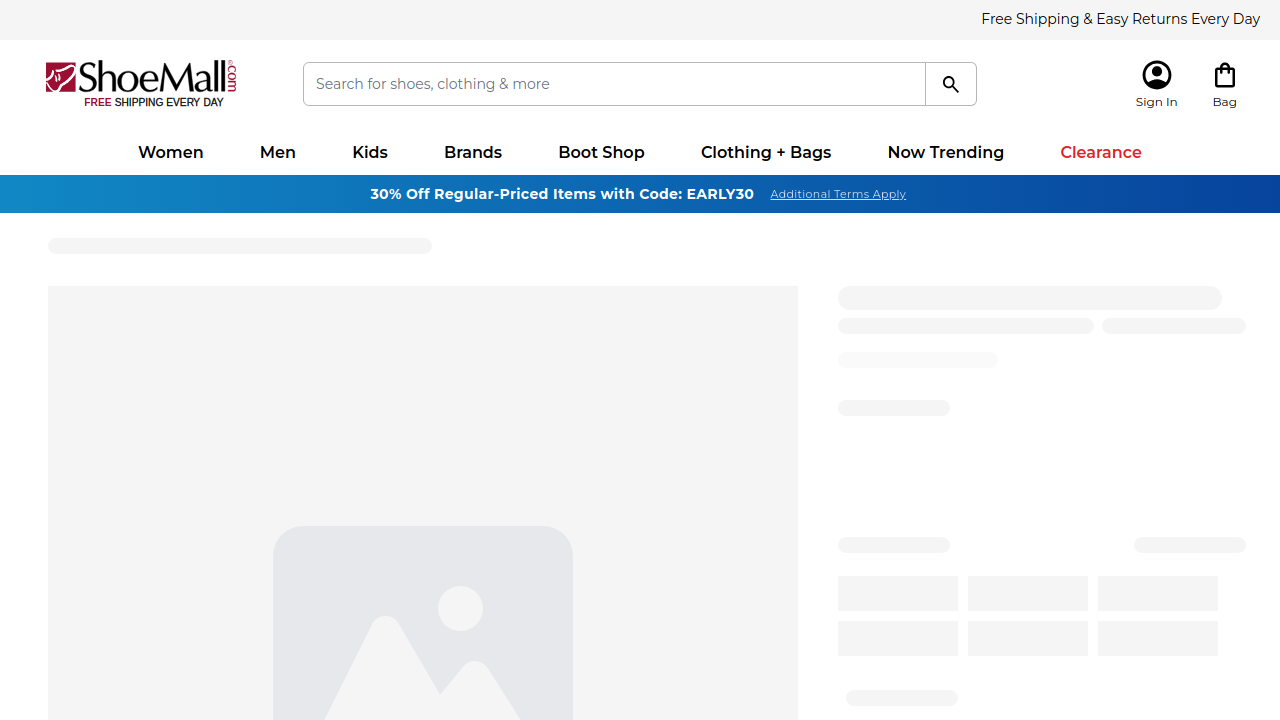 Free Shipping & Easy Returns Every Day
ShoeMall®.com
FREE SHIPPING EVERY DAY
Search for shoes, clothing & more
Sign In
Bag
Women Men Kids Brands Boot Shop Clothing + Bags Now Trending Clearance
30% Off Regular-Priced Items with Code: EARLY30 Additional Terms Apply